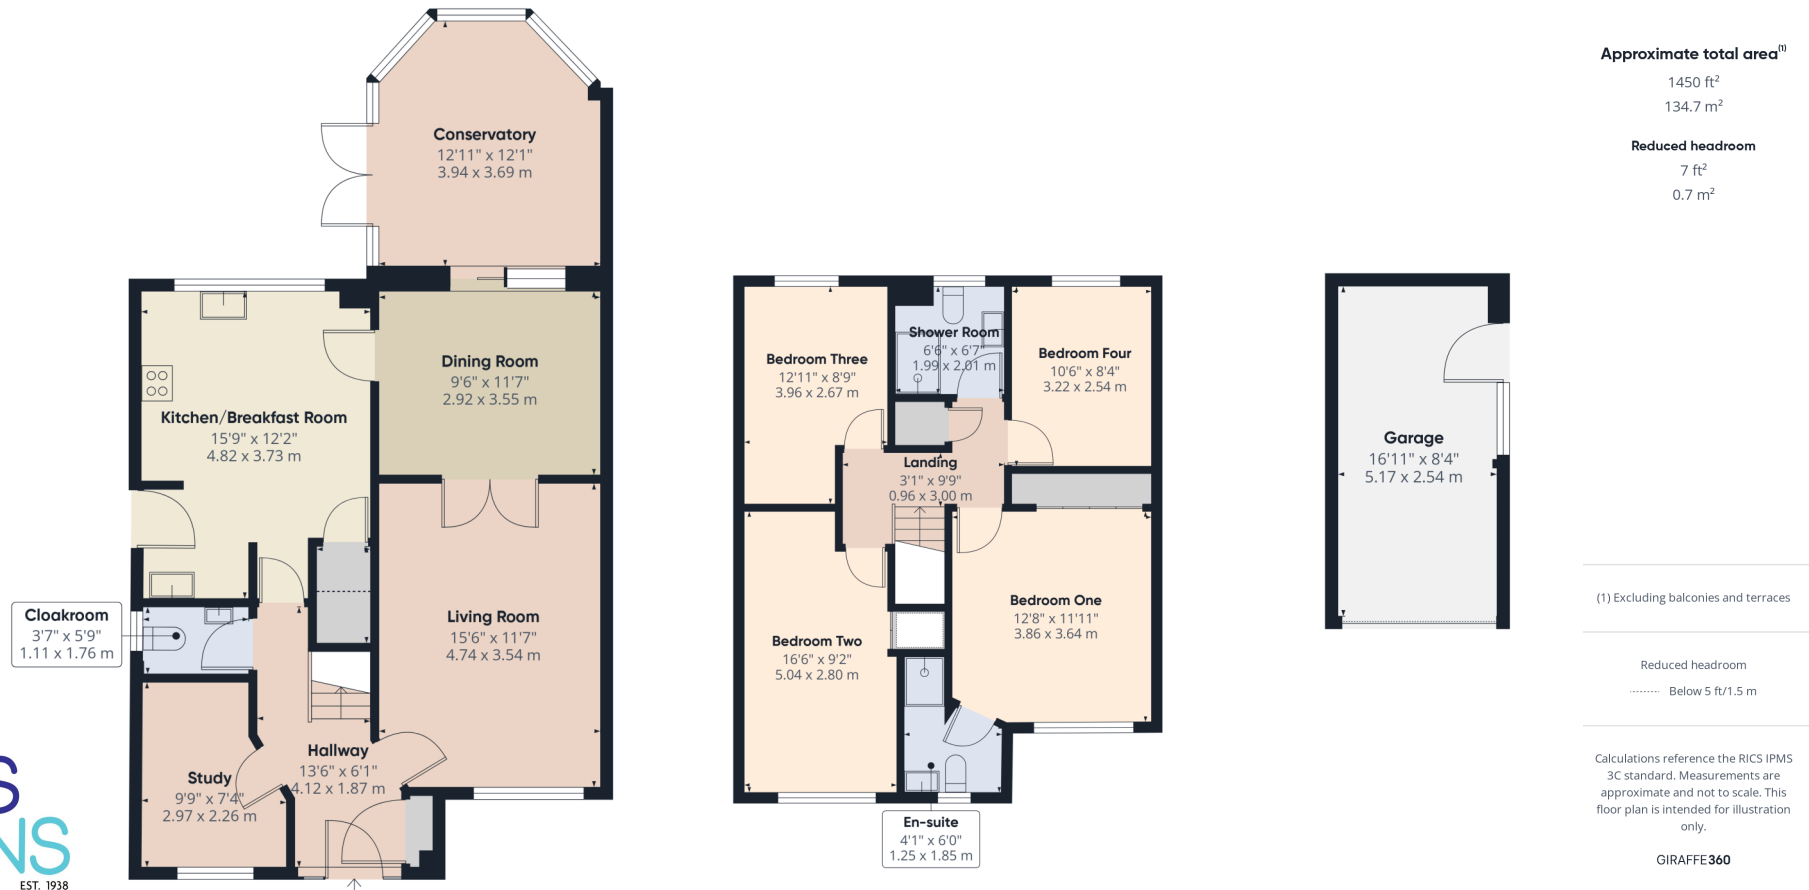 Conservatory
12'11" x 12'1"
3.94 x 3.69 m
Dining Room
9'6" x 11'7"
2.92 x 3.55 m
Kitchen/Breakfast Room
15'9" x 12'2"
4.82 x 3.73 m
Cloakroom
3'7" x 5'9"
1.11 x 1.76 m
Living Room
15'6" x 11'7"
4.74 x 3.54 m
Study
9'9" x 7'4"
2.97 x 2.26 m
Hallway
13'6" x 6'1"
4.12 x 1.87 m
S
NS
EST. 1938
Bedroom Three
12'11" x 8'9"
3.96 x 2.67 m
Shower Room
6'6" x 6'7"
1.99 x 2.01 m
Bedroom Four
10'6" x 8'4"
3.22 x 2.54 m
Landing
3'1" x 9'9"
0.96 x 3.00 m
Bedroom One
12'8" x 11'11"
3.86 x 3.64 m
Bedroom Two
16'6" x 9'2"
5.04 x 2.80 m
En-suite
4'1" x 6'0"
1.25 x 1.85 m
Garage
16'11" x 8'4"
5.17 x 2.54 m
Approximate total area(1)
1450 ft²
134.7 m²
Reduced headroom
7 ft²
0.7 m²
(1) Excluding balconies and terraces
Reduced headroom
Below 5 ft/1.5 m
Calculations reference the RICS IPMS
3C standard. Measurements are
approximate and not to scale. This
floor plan is intended for illustration
only.
GIRAFFE360